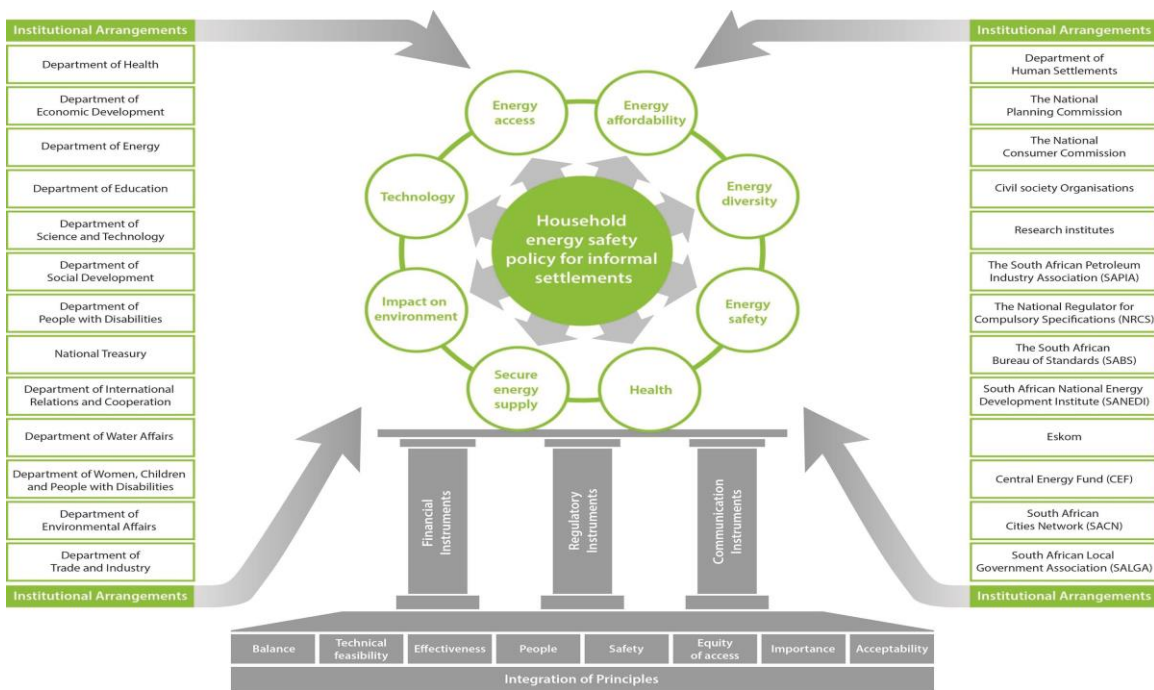 Institutional Arrangements
Department of Health
Department of
Economic Development
Department of Energy
Department of Education
Department of
Science and Technology
Department of
Social Development
Department of
People with Disabilities
National Treasury
Department of International
Relations and Cooperation
Department of Water Affairs
Department of Women, Children
and People with Disabilities
Department of
Environmental Affairs
Department of
Trade and Industry
Institutional Arrangements
Energy
access
Energy
affordability
Technology
Energy
diversity
Household
energy safety
policy for informal
settlements
Impact on
environment
Energy
safety
Secure
energy
supply
Health
Financial
Instruments
Regulatory
Instruments
Communication
Instruments
Balance
Technical
feasibility
Effectiveness
People
Safety
Equity
of access
Importance
Acceptability
Integration of Principles
Institutional Arrangements
Department of
Human Settlements
The National
Planning Commission
The National
Consumer Commission
Civil society Organisations
Research institutes
The South African Petroleum
Industry Association (SAPIA)
The National Regulator for
Compulsory Specifications (NRCS)
The South African
Bureau of Standards (SABS)
South African National Energy
Development Institute (SANEDI)
Eskom
Central Energy Fund (CEF)
South African
Cities Network (SACN)
South African Local
Government Association (SALGA)
Institutional Arrangements